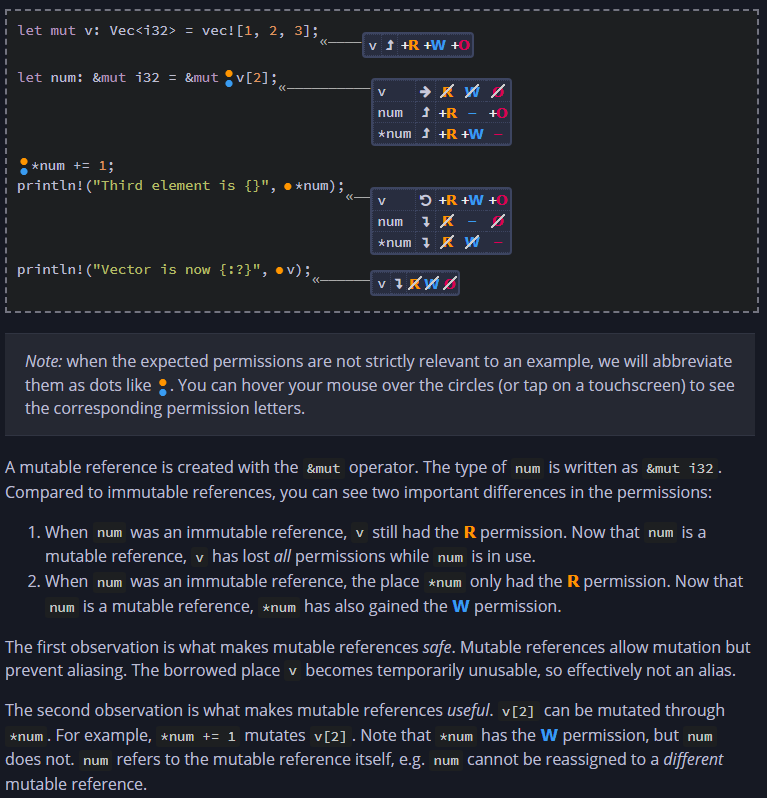 let mut v: Vec<i32> = vec![1, 2, 3];
« v ↥ +R +W +O
let num: &mut i32 = &mut v[2];
« v → R W O
num ↥ +R – +O
*num ↥ +R +W –
*num += 1;
println!("Third element is {}", *num);
« v ↻ +R +W +O
num ↧ R – O
*num ↧ R W –
println!("Vector is now {:?}", v);
« v ↧ R W O
Note: when the expected permissions are not strictly relevant to an example, we will abbreviate
them as dots like . You can hover your mouse over the circles (or tap on a touchscreen) to see
the corresponding permission letters.
A mutable reference is created with the &mut operator. The type of num is written as &mut i32.
Compared to immutable references, you can see two important differences in the permissions:
1. When num was an immutable reference, v still had the R permission. Now that num is a
mutable reference, v has lost all permissions while num is in use.
2. When num was an immutable reference, the place *num only had the R permission. Now that
num is a mutable reference, *num has also gained the W permission.
The first observation is what makes mutable references safe. Mutable references allow mutation but
prevent aliasing. The borrowed place v becomes temporarily unusable, so effectively not an alias.
The second observation is what makes mutable references useful. v[2] can be mutated through
*num. For example, *num += 1 mutates v[2]. Note that *num has the W permission, but num
does not. num refers to the mutable reference itself, e.g. num cannot be reassigned to a different
mutable reference.